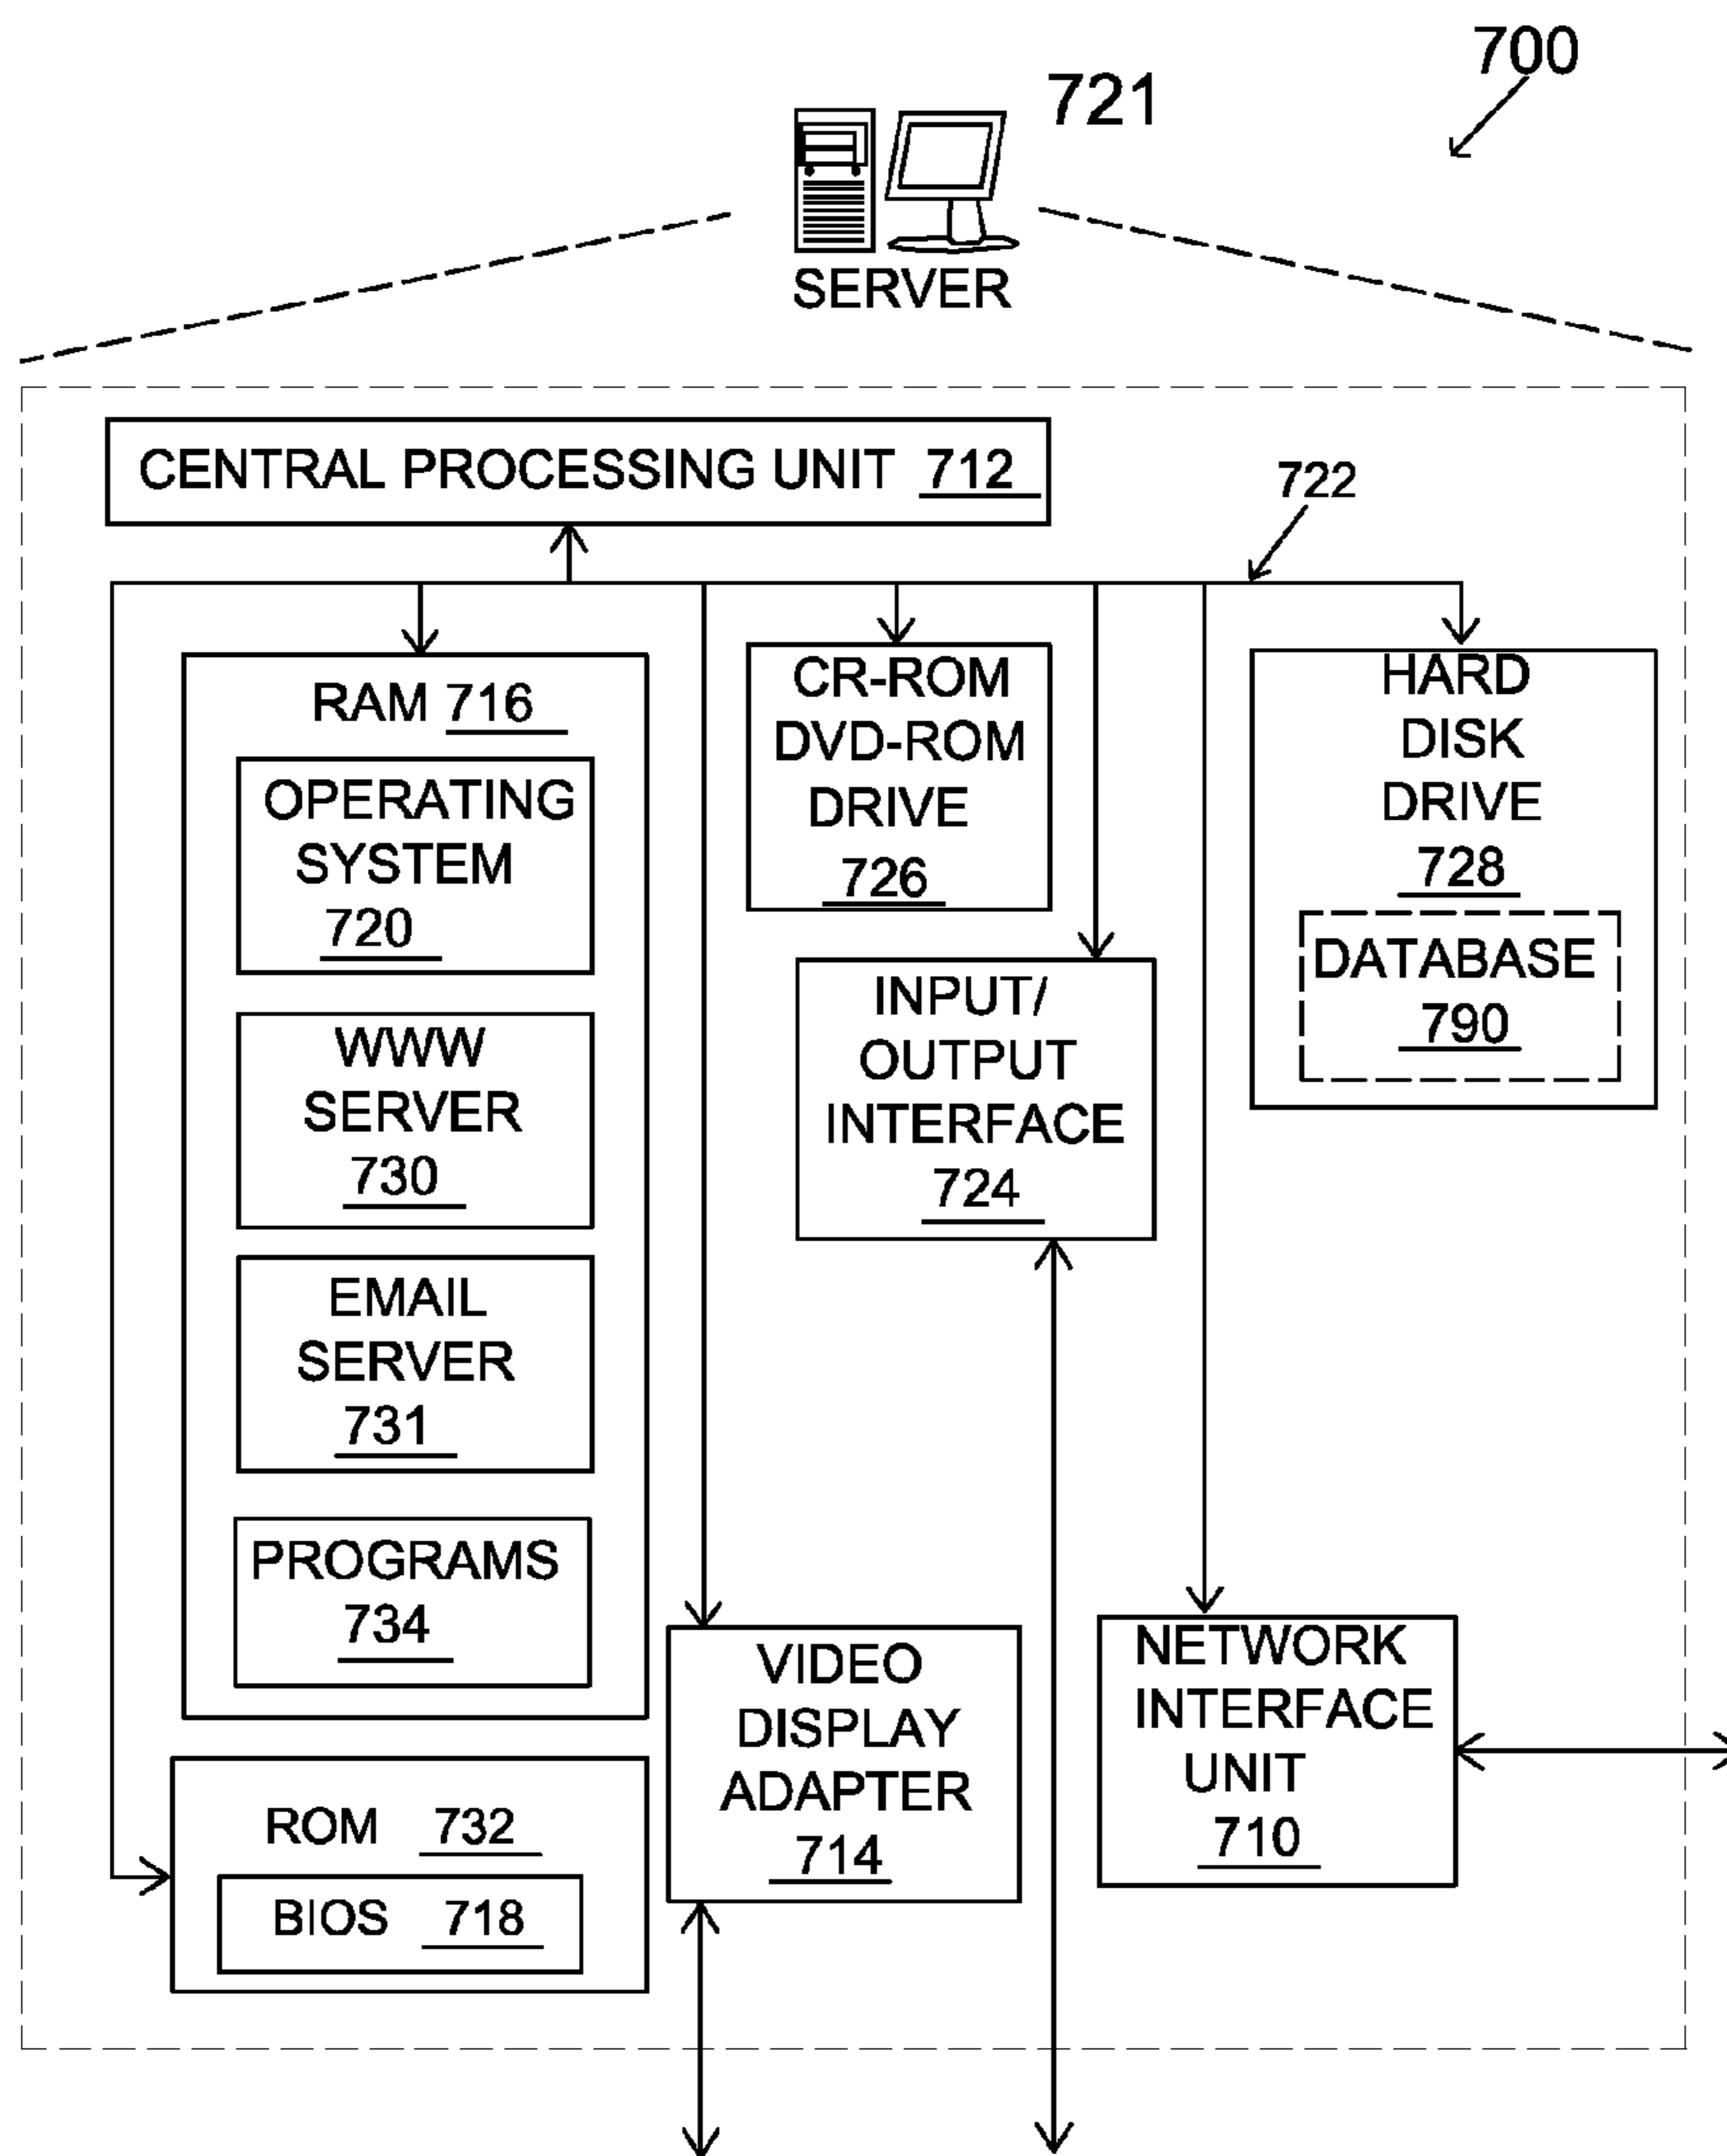 700
721
SERVER
CENTRAL PROCESSING UNIT 712
722
RAM 716
OPERATING
SYSTEM
720
WWW
SERVER
730
EMAIL
SERVER
731
PROGRAMS
734
ROM 732
BIOS 718
CR-ROM
DVD-ROM
DRIVE
726
INPUT/
OUTPUT
INTERFACE
724
HARD
DISK
DRIVE
728
DATABASE
790
VIDEO
DISPLAY
ADAPTER
714
NETWORK
INTERFACE
UNIT
710